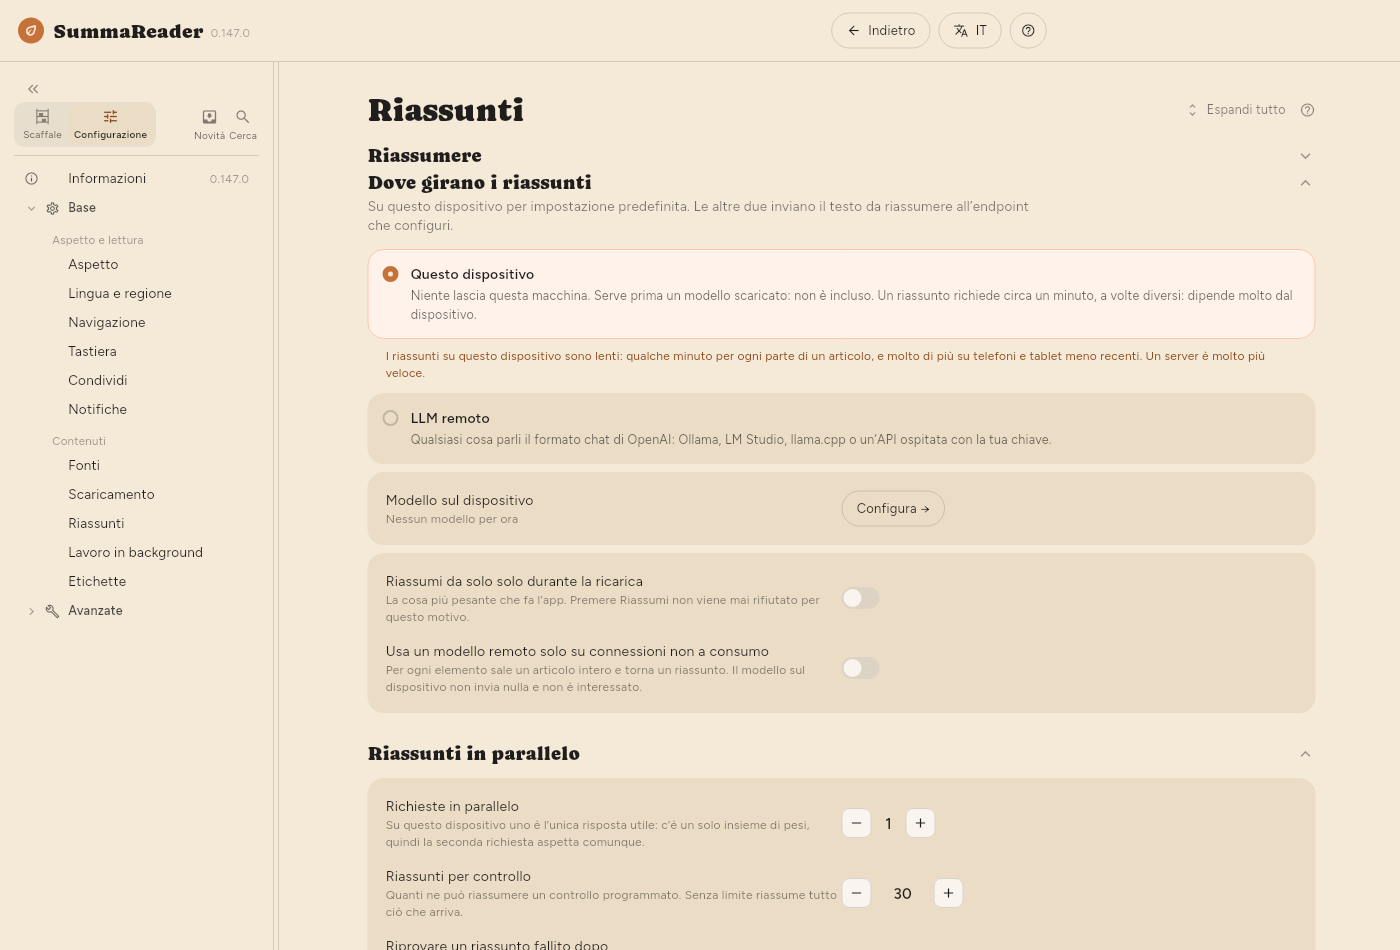 SummaReader 0.147.0
Indietro
IT
Scaffale
Configurazione
Novità
Cerca
Informazioni 0.147.0
Base
Aspetto e lettura
Aspetto
Lingua e regione
Navigazione
Tastiera
Condividi
Notifiche
Contenuti
Fonti
Scaricamento
Riassunti
Lavoro in background
Etichette
Avanzate
Riassunti
Espandi tutto
Riassumere
Dove girano i riassunti
Su questo dispositivo per impostazione predefinita. Le altre due inviano il testo da riassumere all’endpoint
che configuri.
Questo dispositivo
Niente lascia questa macchina. Serve prima un modello scaricato: non è incluso. Un riassunto richiede circa un minuto, a volte diversi: dipende molto dal
dispositivo.
I riassunti su questo dispositivo sono lenti: qualche minuto per ogni parte di un articolo, e molto di più su telefoni e tablet meno recenti. Un server è molto più
veloce.
LLM remoto
Qualsiasi cosa parli il formato chat di OpenAI: Ollama, LM Studio, llama.cpp o un’API ospitata con la tua chiave.
Modello sul dispositivo
Nessun modello per ora
Configura →
Riassumi da solo solo durante la ricarica
La cosa più pesante che fa l’app. Premere Riassumi non viene mai rifiutato per
questo motivo.
Usa un modello remoto solo su connessioni non a consumo
Per ogni elemento sale un articolo intero e torna un riassunto. Il modello sul
dispositivo non invia nulla e non è interessato.
Riassunti in parallelo
Richieste in parallelo
Su questo dispositivo uno è l’unica risposta utile: c’è un solo insieme di pesi,
quindi la seconda richiesta aspetta comunque.
1
Riassunti per controllo
Quanti ne può riassumere un controllo programmato. Senza limite riassume tutto
ciò che arriva.
30
Riprovare un riassunto fallito dopo